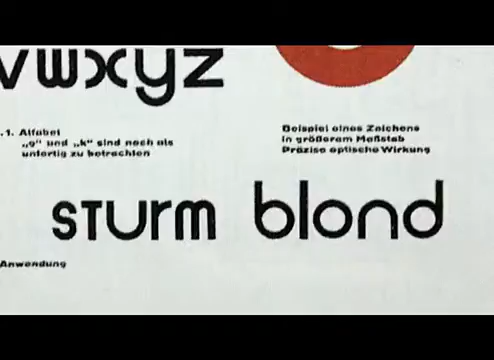 vwxyz
.1. Alfabet
„g" und „k" sind noch als
unfertig zu betrachten
Beispiel eines Zeichens
in größerem Maßstab
Präzise optische Wirkung
sturm blond
Anwendung